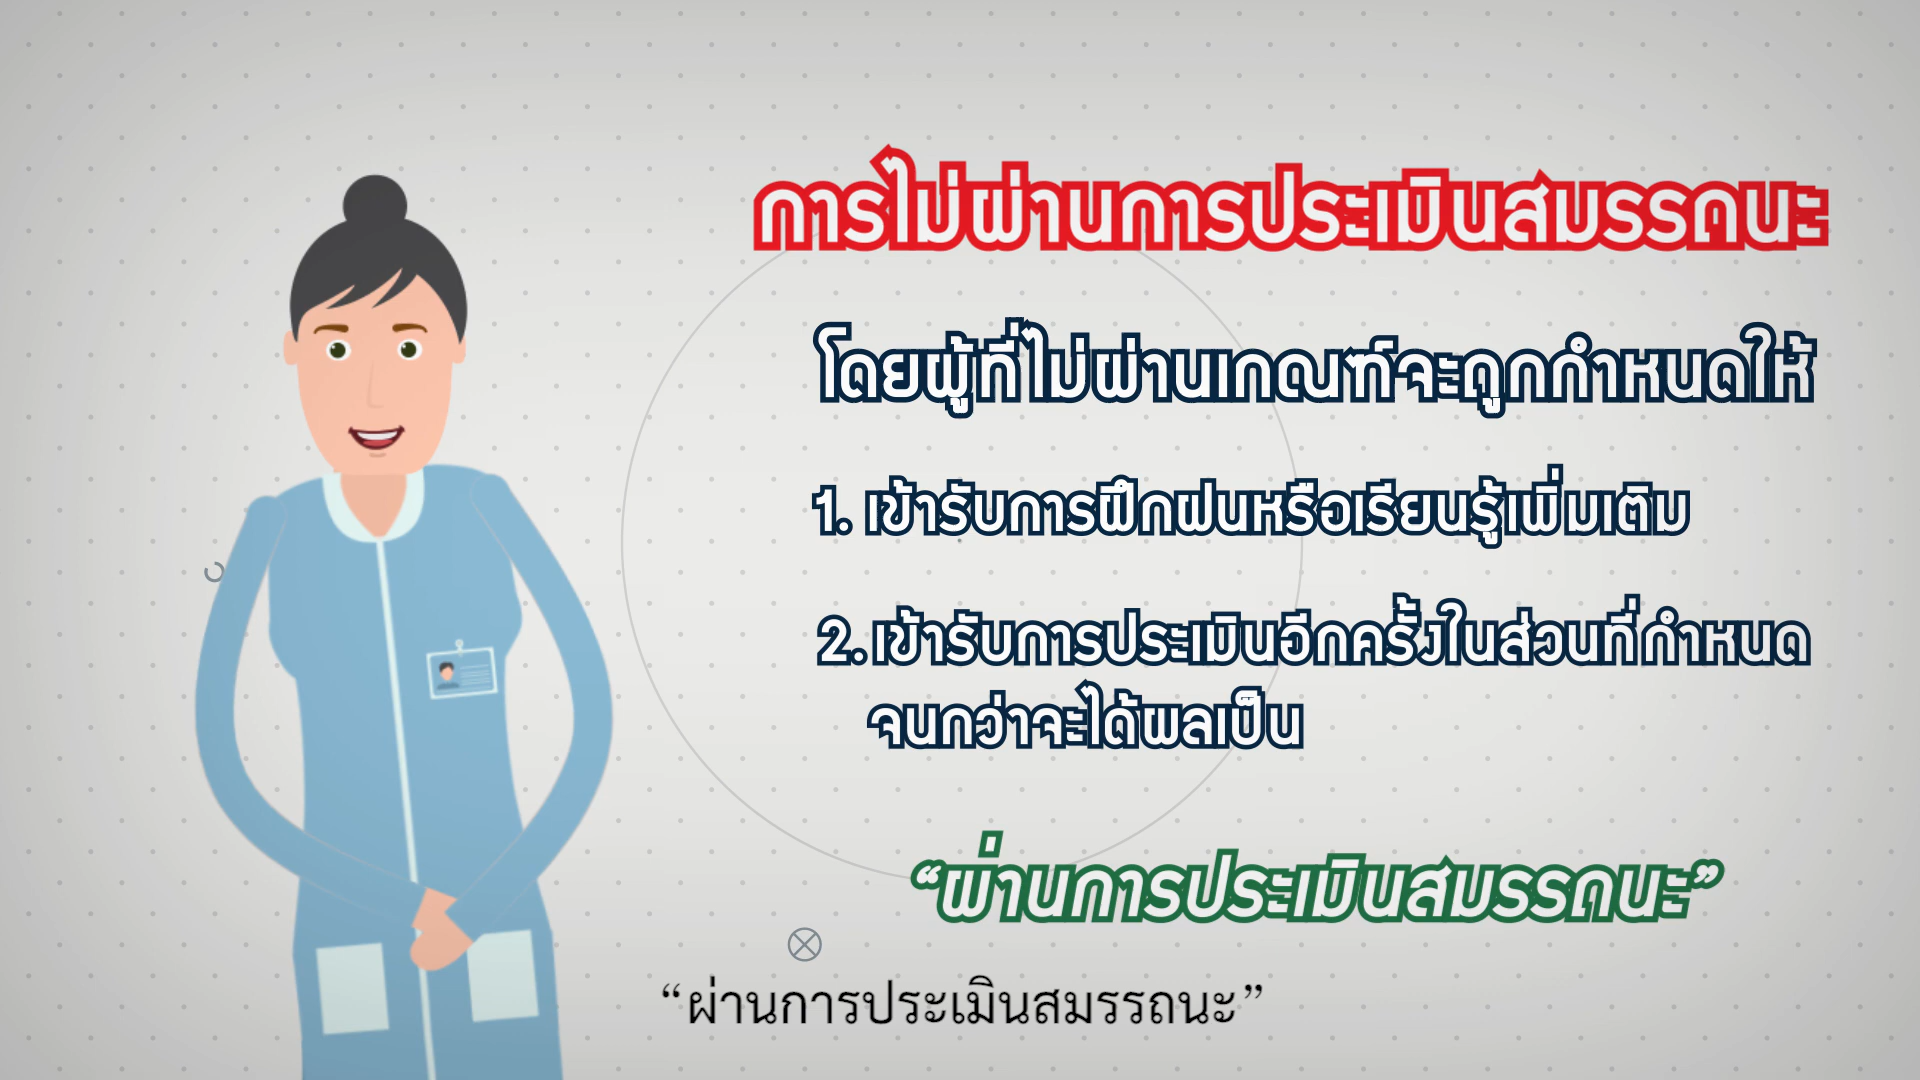 การไม่ผ่านการประเมินสมรรถนะ
โดยผู้ที่ไม่ผ่านเกณฑ์จะถูกกำหนดให้
1. เข้ารับการฝึกฝนหรือเรียนรู้เพิ่มเติม
2. เข้ารับการประเมินอีกครั้งในส่วนที่กำหนด
จนกว่าจะได้ผลเป็น
“ผ่านการประเมินสมรรถนะ”
“ผ่านการประเมินสมรรถนะ”